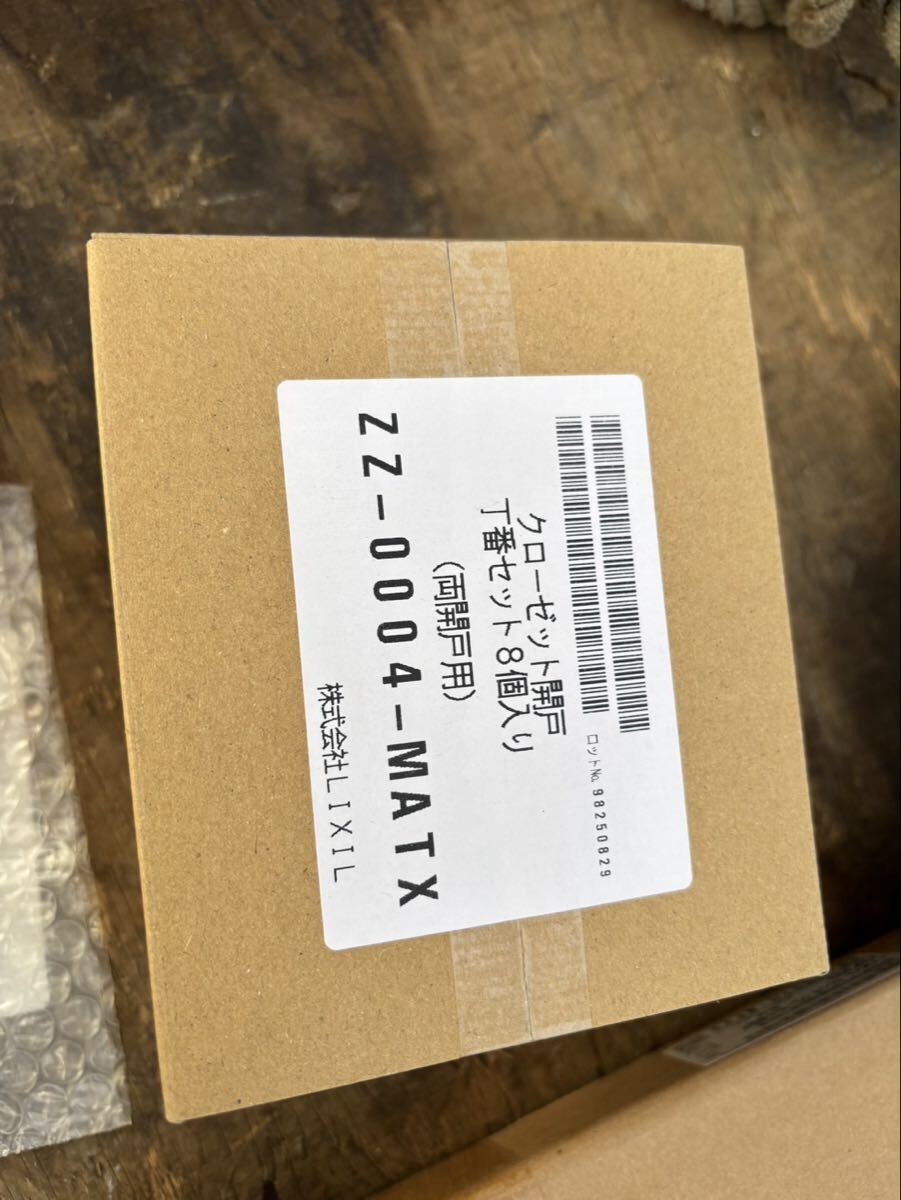 クローゼット開戸
丁番セット８個入り
（両開戸用）
ZZ-0004-MATX
株式会社ＬＩＸＩＬ
ロット№ 98250829